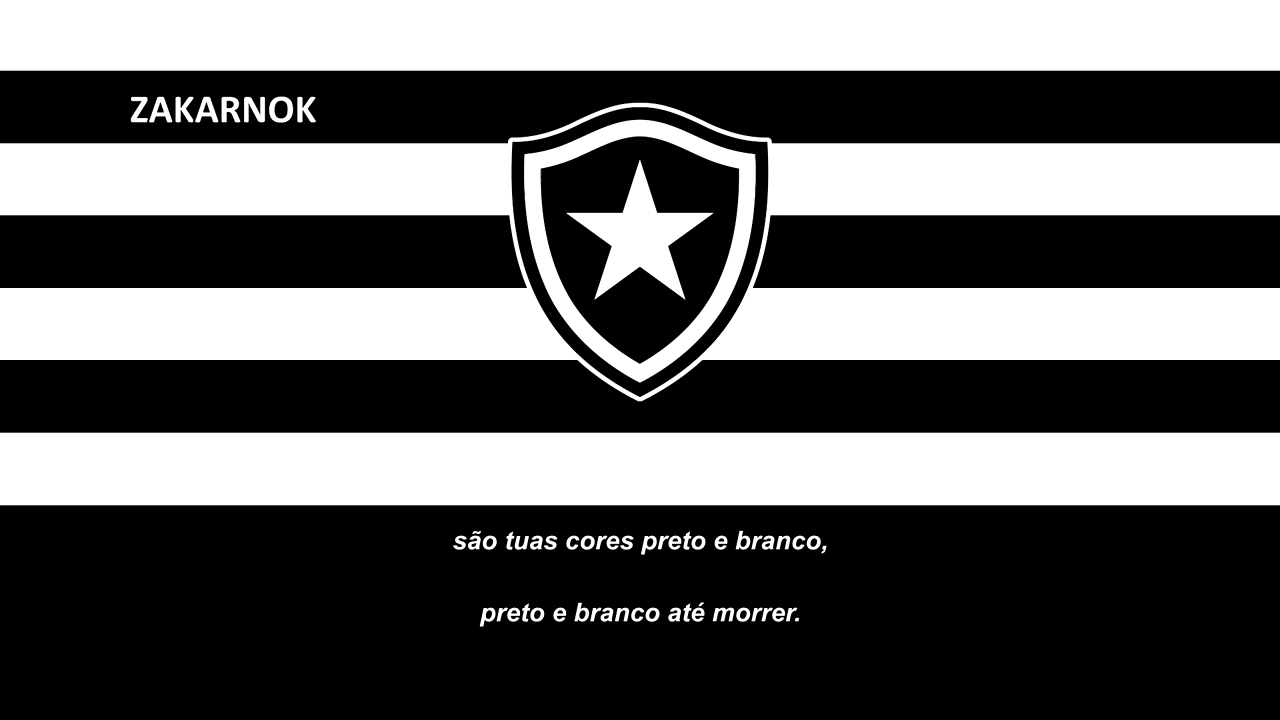 ZAKARNOK
são tuas cores preto e branco,
preto e branco até morrer.